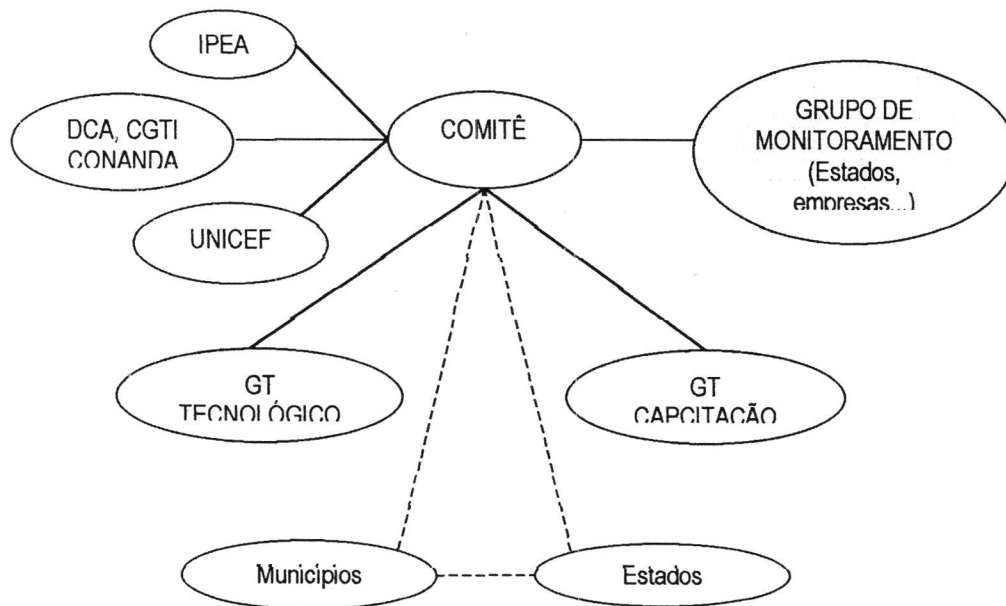 IPEA
DCA, CGTI
CONANDA
UNICEF
COMITÊ
GRUPO DE
MONITORAMENTO
(Estados,
empresas...)
GT
TECNOLÓGICO
GT
CAPCITAÇÃO
Municípios
Estados